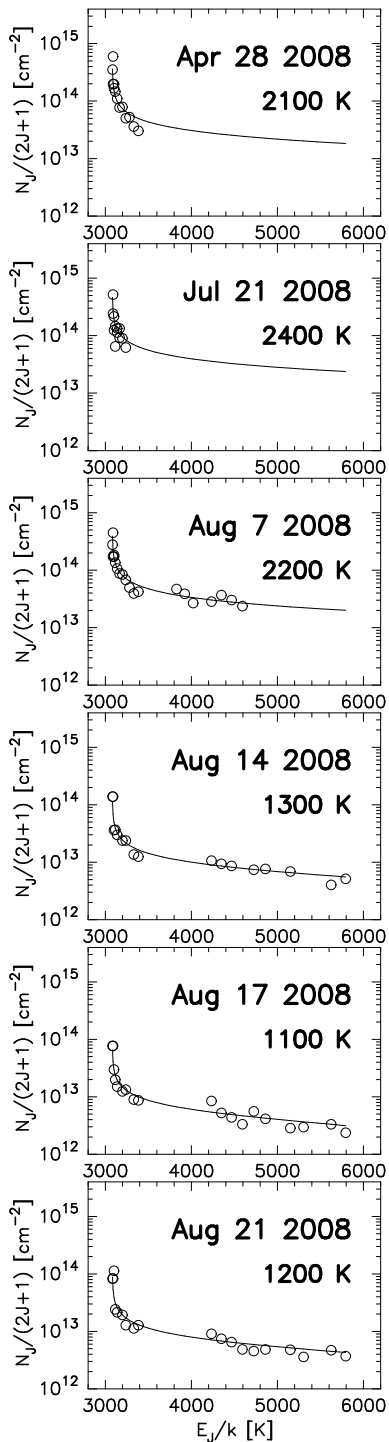 Apr 28 2008
2100 K
N_J/(2J+1) [cm^{-2}]
10^{15}
10^{14}
10^{13}
10^{12}
3000 4000 5000 6000
Jul 21 2008
2400 K
N_J/(2J+1) [cm^{-2}]
10^{15}
10^{14}
10^{13}
10^{12}
3000 4000 5000 6000
Aug 7 2008
2200 K
N_J/(2J+1) [cm^{-2}]
10^{15}
10^{14}
10^{13}
10^{12}
3000 4000 5000 6000
Aug 14 2008
1300 K
N_J/(2J+1) [cm^{-2}]
10^{15}
10^{14}
10^{13}
10^{12}
3000 4000 5000 6000
Aug 17 2008
1100 K
N_J/(2J+1) [cm^{-2}]
10^{15}
10^{14}
10^{13}
10^{12}
3000 4000 5000 6000
Aug 21 2008
1200 K
N_J/(2J+1) [cm^{-2}]
10^{15}
10^{14}
10^{13}
10^{12}
3000 4000 5000 6000
E_J/k [K]